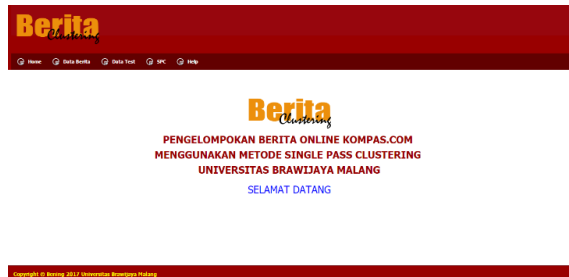 Berita
Clustering
Home Data Berita Data Test SPC Help
Berita
Clustering
PENGELOMPOKAN BERITA ONLINE KOMPAS.COM
MENGGUNAKAN METODE SINGLE PASS CLUSTERING
UNIVERSITAS BRAWIJAYA MALANG
SELAMAT DATANG
Copyright © Bening 2017 Universitas Brawijaya Malang